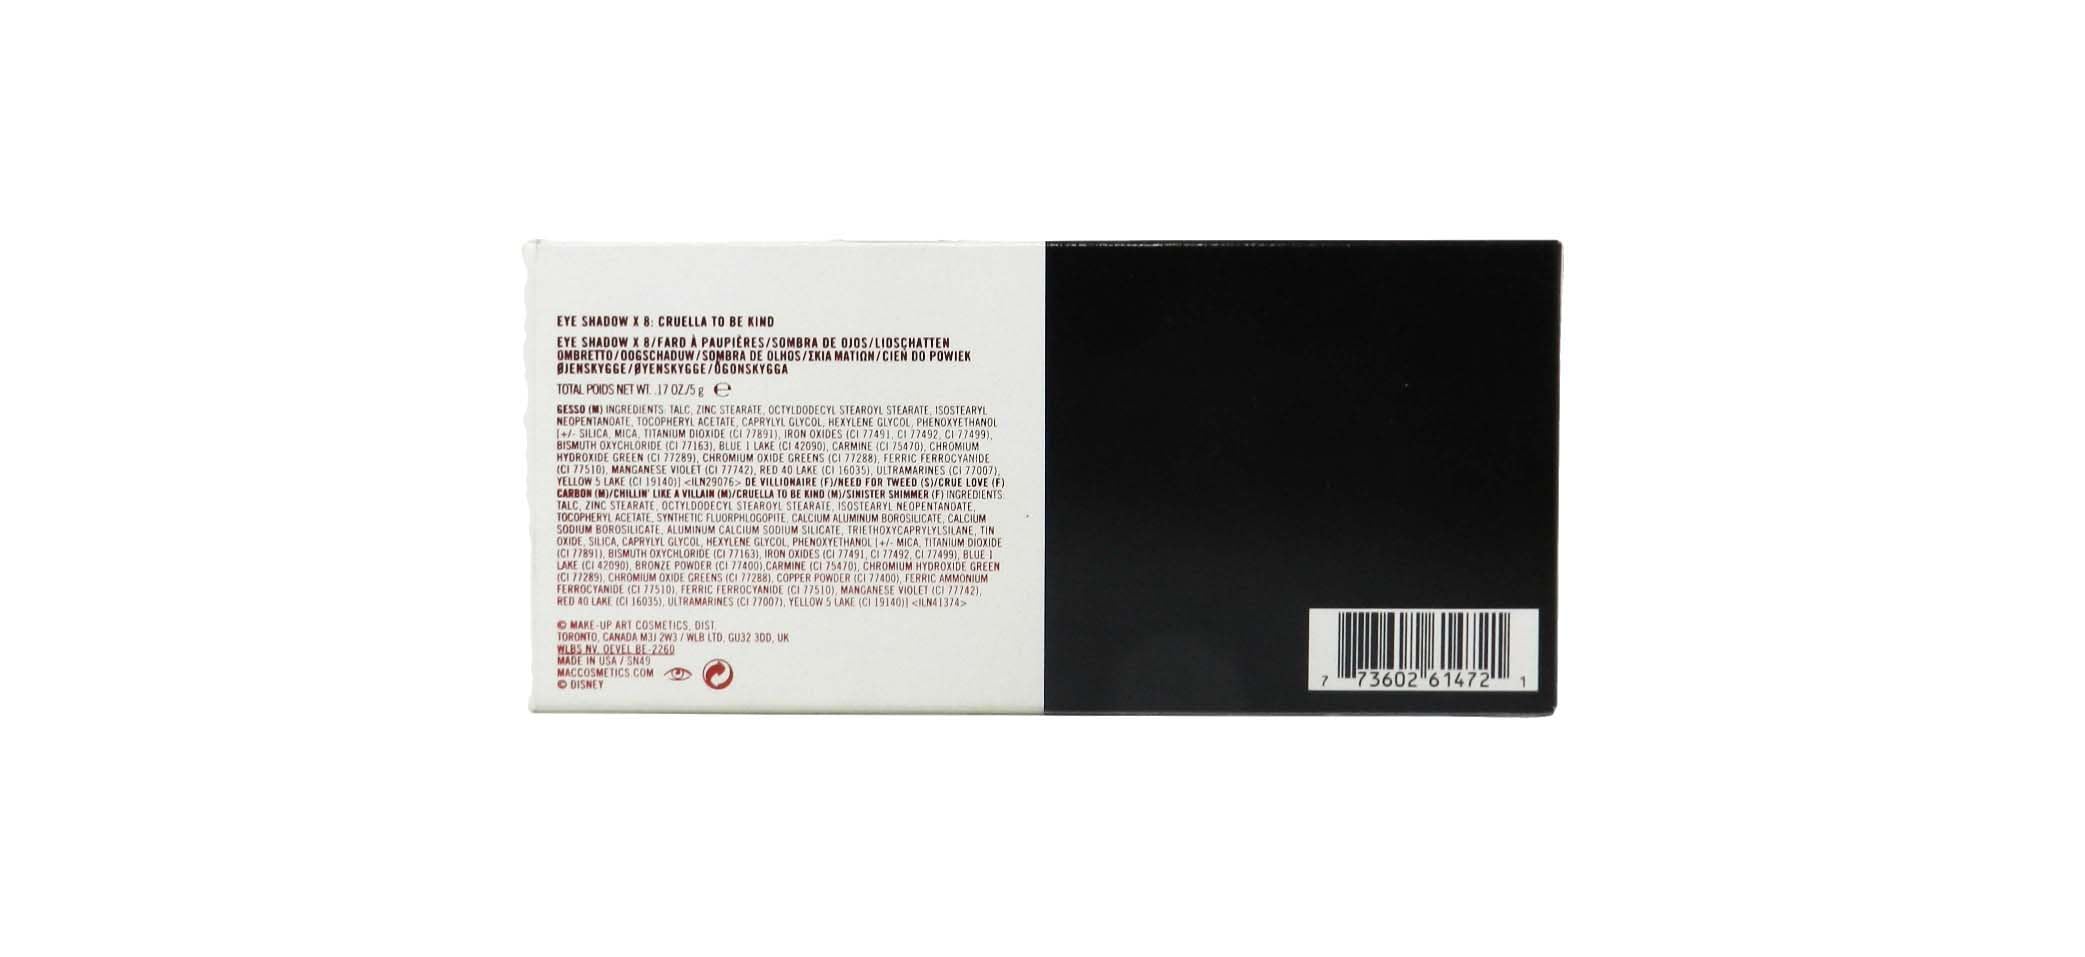 EYE SHADOW X 8: CRUELLA TO BE KIND
EYE SHADOW X 8/FARD À PAUPIÈRES/SOMBRA DE OJOS/LIDSCHATTEN
OMBRETTO/OOGSCHADUW/SOMBRA DE OLHOS/ΣΚΙΑ ΜΑΤΙΩΝ/CIEŃ DO POWIEK
ØJENSKYGGE/ØYENSKYGGE/ÖGONSKYGGA
TOTAL POIDS NET WT. .17 OZ./5 g ℮
GESSO (M) INGREDIENTS: TALC, ZINC STEARATE, OCTYLDODECYL STEAROYL STEARATE, ISOSTEARYL
NEOPENTANOATE, TOCOPHERYL ACETATE, CAPRYLYL GLYCOL, HEXYLENE GLYCOL, PHENOXYETHANOL
[+/- SILICA, MICA, TITANIUM DIOXIDE (CI 77891), IRON OXIDES (CI 77491, CI 77492, CI 77499),
BISMUTH OXYCHLORIDE (CI 77163), BLUE 1 LAKE (CI 42090), CARMINE (CI 75470), CHROMIUM
HYDROXIDE GREEN (CI 77289), CHROMIUM OXIDE GREENS (CI 77288), FERRIC FERROCYANIDE
(CI 77510), MANGANESE VIOLET (CI 77742), RED 40 LAKE (CI 16035), ULTRAMARINES (CI 77007),
YELLOW 5 LAKE (CI 19140)] <ILN29076> DE VILLIONAIRE (F)/NEED FOR TWEED (S)/CRUE LOVE (F)
CARBON (M)/CHILLIN' LIKE A VILLAIN (M)/CRUELLA TO BE KIND (M)/SINISTER SHIMMER (F) INGREDIENTS:
TALC, ZINC STEARATE, OCTYLDODECYL STEAROYL STEARATE, ISOSTEARYL NEOPENTANOATE,
TOCOPHERYL ACETATE, SYNTHETIC FLUORPHLOGOPITE, CALCIUM ALUMINUM BOROSILICATE, CALCIUM
SODIUM BOROSILICATE, ALUMINUM CALCIUM SODIUM SILICATE, TRIETHOXYCAPRYLYLSILANE, TIN
OXIDE, SILICA, CAPRYLYL GLYCOL, HEXYLENE GLYCOL, PHENOXYETHANOL [+/- MICA, TITANIUM DIOXIDE
(CI 77891), BISMUTH OXYCHLORIDE (CI 77163), IRON OXIDES (CI 77491, CI 77492, CI 77499), BLUE 1
LAKE (CI 42090), BRONZE POWDER (CI 77400),CARMINE (CI 75470), CHROMIUM HYDROXIDE GREEN
(CI 77289), CHROMIUM OXIDE GREENS (CI 77288), COPPER POWDER (CI 77400), FERRIC AMMONIUM
FERROCYANIDE (CI 77510), FERRIC FERROCYANIDE (CI 77510), MANGANESE VIOLET (CI 77742),
RED 40 LAKE (CI 16035), ULTRAMARINES (CI 77007), YELLOW 5 LAKE (CI 19140)] <ILN41374>
© MAKE-UP ART COSMETICS, DIST.
TORONTO, CANADA M3J 2W3 / WLB LTD, GU32 3DD, UK
WLBS NV. OEVEL BE-2260
MADE IN USA / SN49
MACCOSMETICS.COM
© DISNEY
7 73602 61472 1